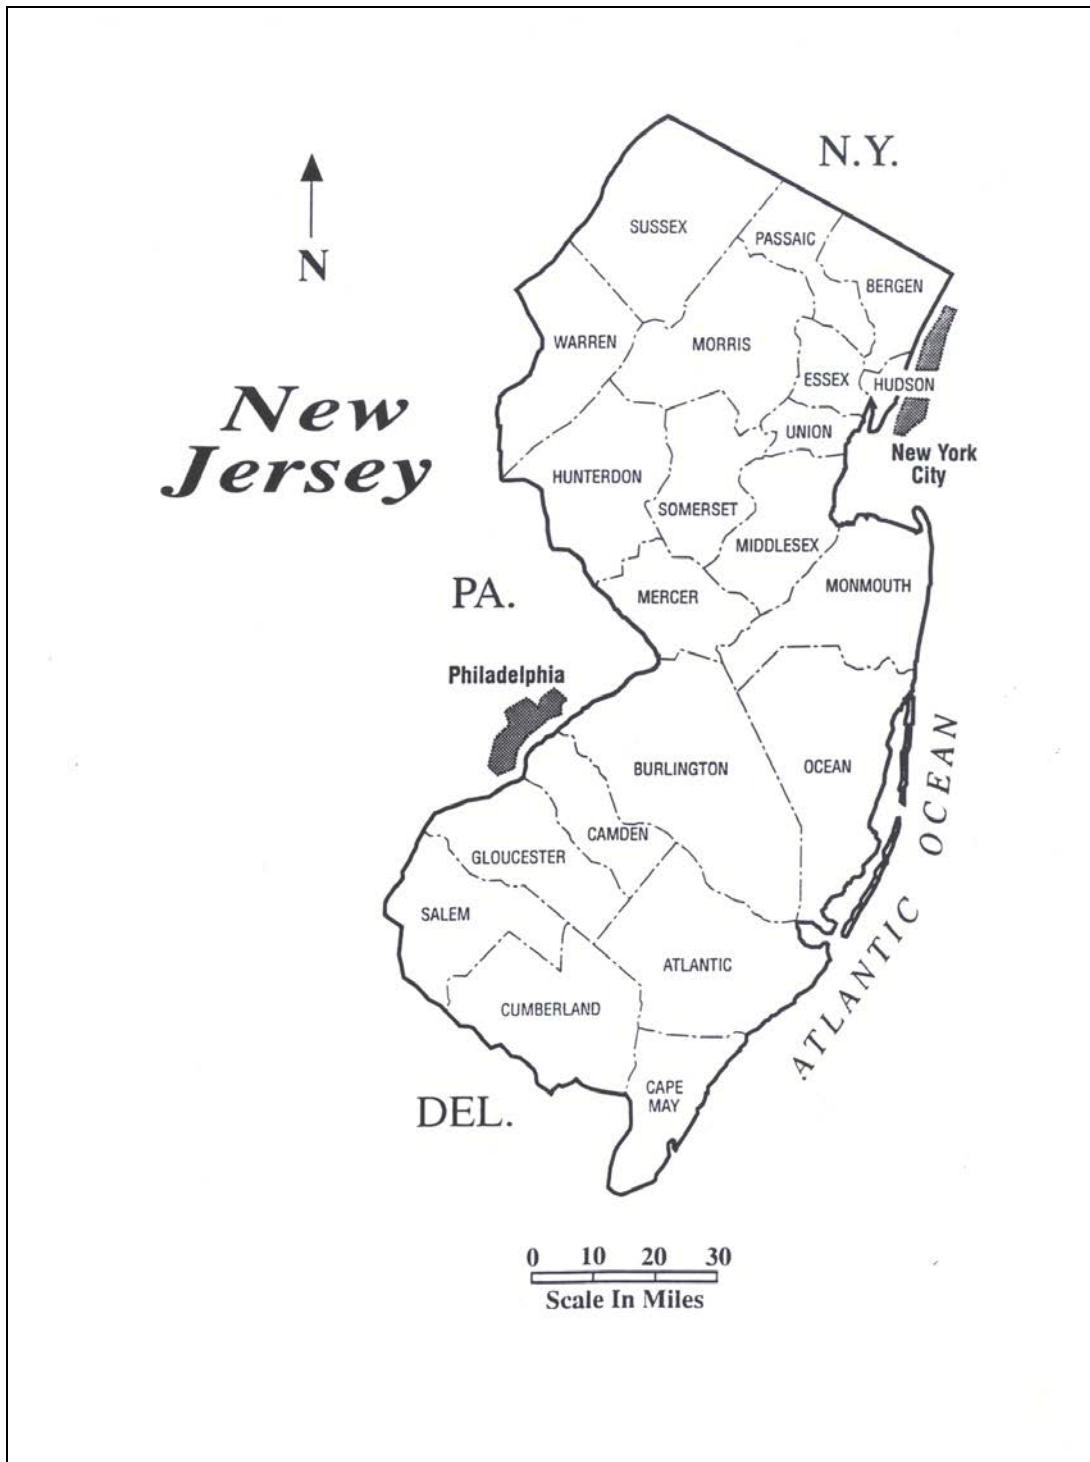 N.Y.
N
SUSSEX
PASSAIC
BERGEN
WARREN
MORRIS
ESSEX
HUDSON
New
Jersey
UNION
New York
City
HUNTERDON
SOMERSET
MIDDLESEX
MONMOUTH
PA.
MERCER
Philadelphia
BURLINGTON
OCEAN
CAMDEN
GLOUCESTER
SALEM
ATLANTIC
CUMBERLAND
ATLANTIC OCEAN
CAPE
MAY
DEL.
0 10 20 30
Scale In Miles